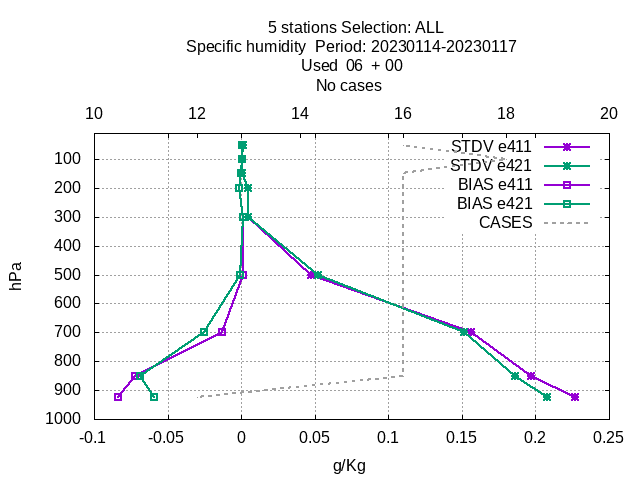 5 stations Selection: ALL
Specific humidity  Period: 20230114-20230117
Used  06  + 00
No cases
10 12 14 16 18 20
STDV e411
STDV e421
BIAS e411
BIAS e421
CASES
100
200
300
400
500
600
700
800
900
1000
hPa
-0.1 -0.05 0 0.05 0.1 0.15 0.2 0.25
g/Kg